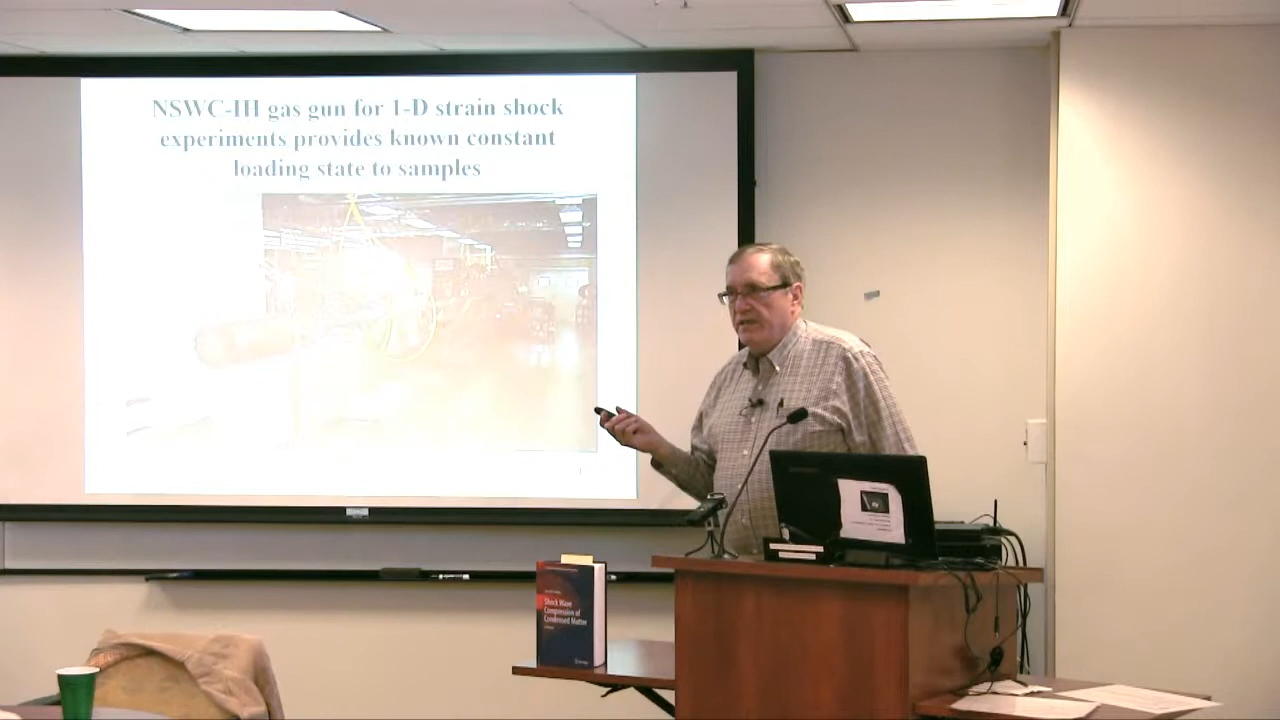 NSWC-III gas gun for 1-D strain shock
experiments provides known constant
loading state to samples
Shock Wave
Compression of
Condensed Matter